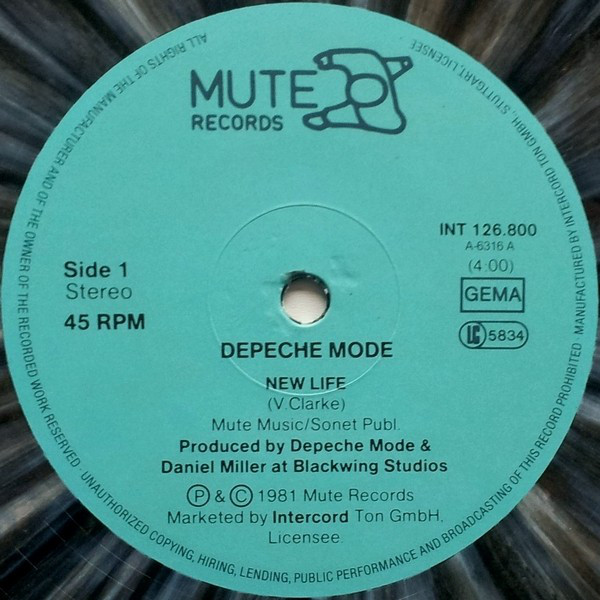 MUTE
RECORDS
INT 126.800
A-6316 A
(4:00)
GEMA
LC 5834
Side 1
Stereo
45 RPM
DEPECHE MODE
NEW LIFE
(V.Clarke)
Mute Music/Sonet Publ.
Produced by Depeche Mode &
Daniel Miller at Blackwing Studios
Ⓟ & © 1981 Mute Records
Marketed by Intercord Ton GmbH,
Licensee.
ALL RIGHTS OF THE MANUFACTURER AND OF THE OWNER OF THE RECORDED WORK RESERVED · UNAUTHORIZED COPYING, HIRING, LENDING, PUBLIC PERFORMANCE AND BROADCASTING OF THIS RECORD PROHIBITED · MANUFACTURED BY INTERCORD TON GMBH, STUTTGART, LICENSEE